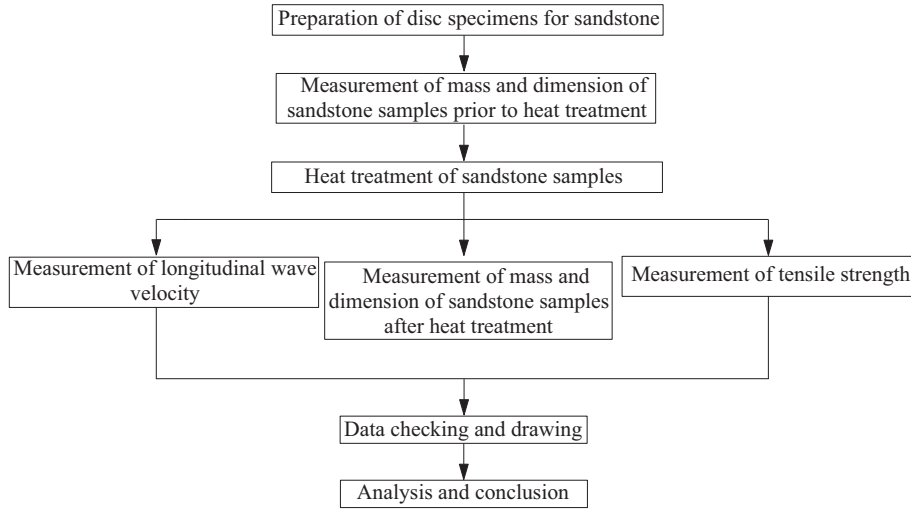 Preparation of disc specimens for sandstone
Measurement of mass and dimension of
sandstone samples prior to heat treatment
Heat treatment of sandstone samples
Measurement of longitudinal wave
velocity
Measurement of mass and
dimension of sandstone samples
after heat treatment
Measurement of tensile strength
Data checking and drawing
Analysis and conclusion